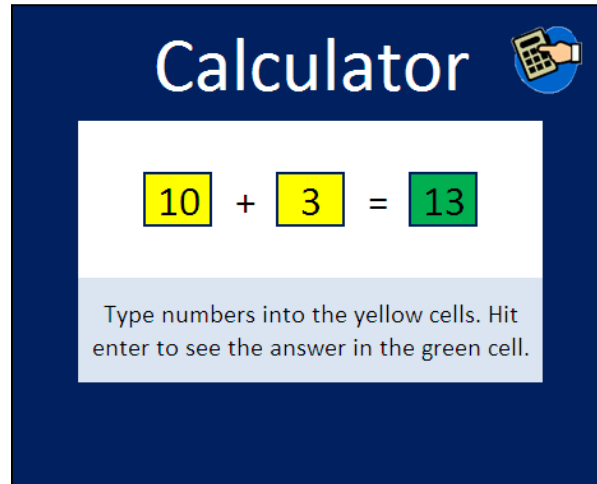 Calculator
10 + 3 = 13
Type numbers into the yellow cells. Hit
enter to see the answer in the green cell.